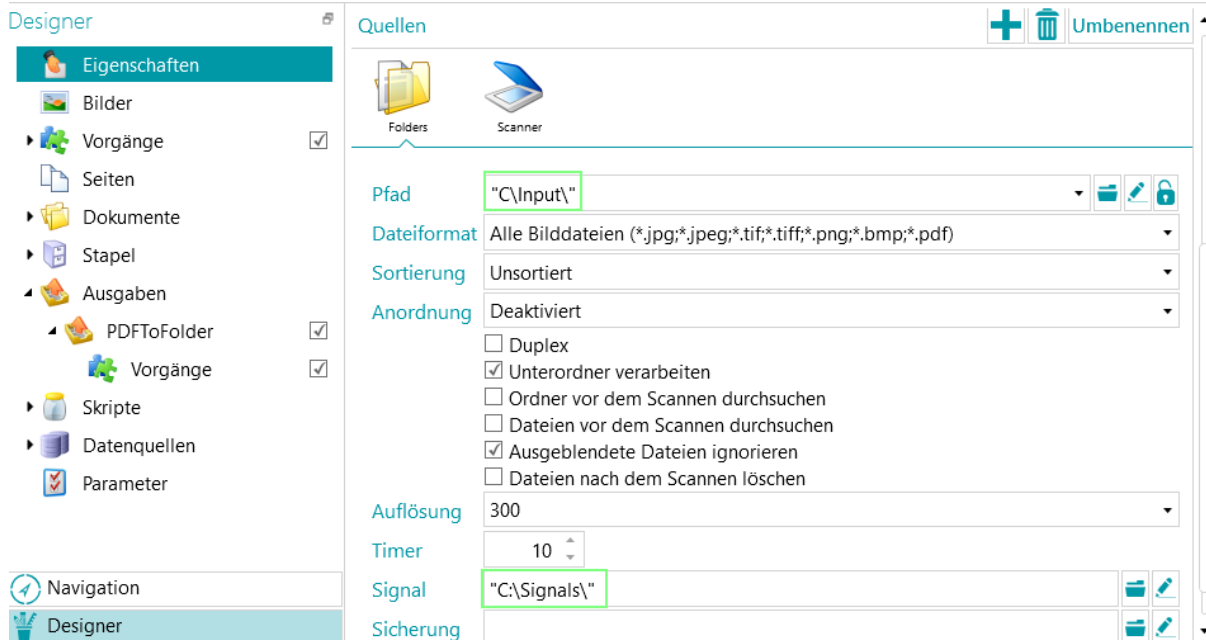 Designer
Eigenschaften
Bilder
Vorgänge
Seiten
Dokumente
Stapel
Ausgaben
PDFToFolder
Vorgänge
Skripte
Datenquellen
Parameter
Navigation
Designer
Quellen
Umbenennen
Folders
Scanner
Pfad "C\Input\"
Dateiformat Alle Bilddateien (*.jpg;*.jpeg;*.tif;*.tiff;*.png;*.bmp;*.pdf)
Sortierung Unsortiert
Anordnung Deaktiviert
Duplex
Unterordner verarbeiten
Ordner vor dem Scannen durchsuchen
Dateien vor dem Scannen durchsuchen
Ausgeblendete Dateien ignorieren
Dateien nach dem Scannen löschen
Auflösung 300
Timer 10
Signal "C:\Signals\"
Sicherung